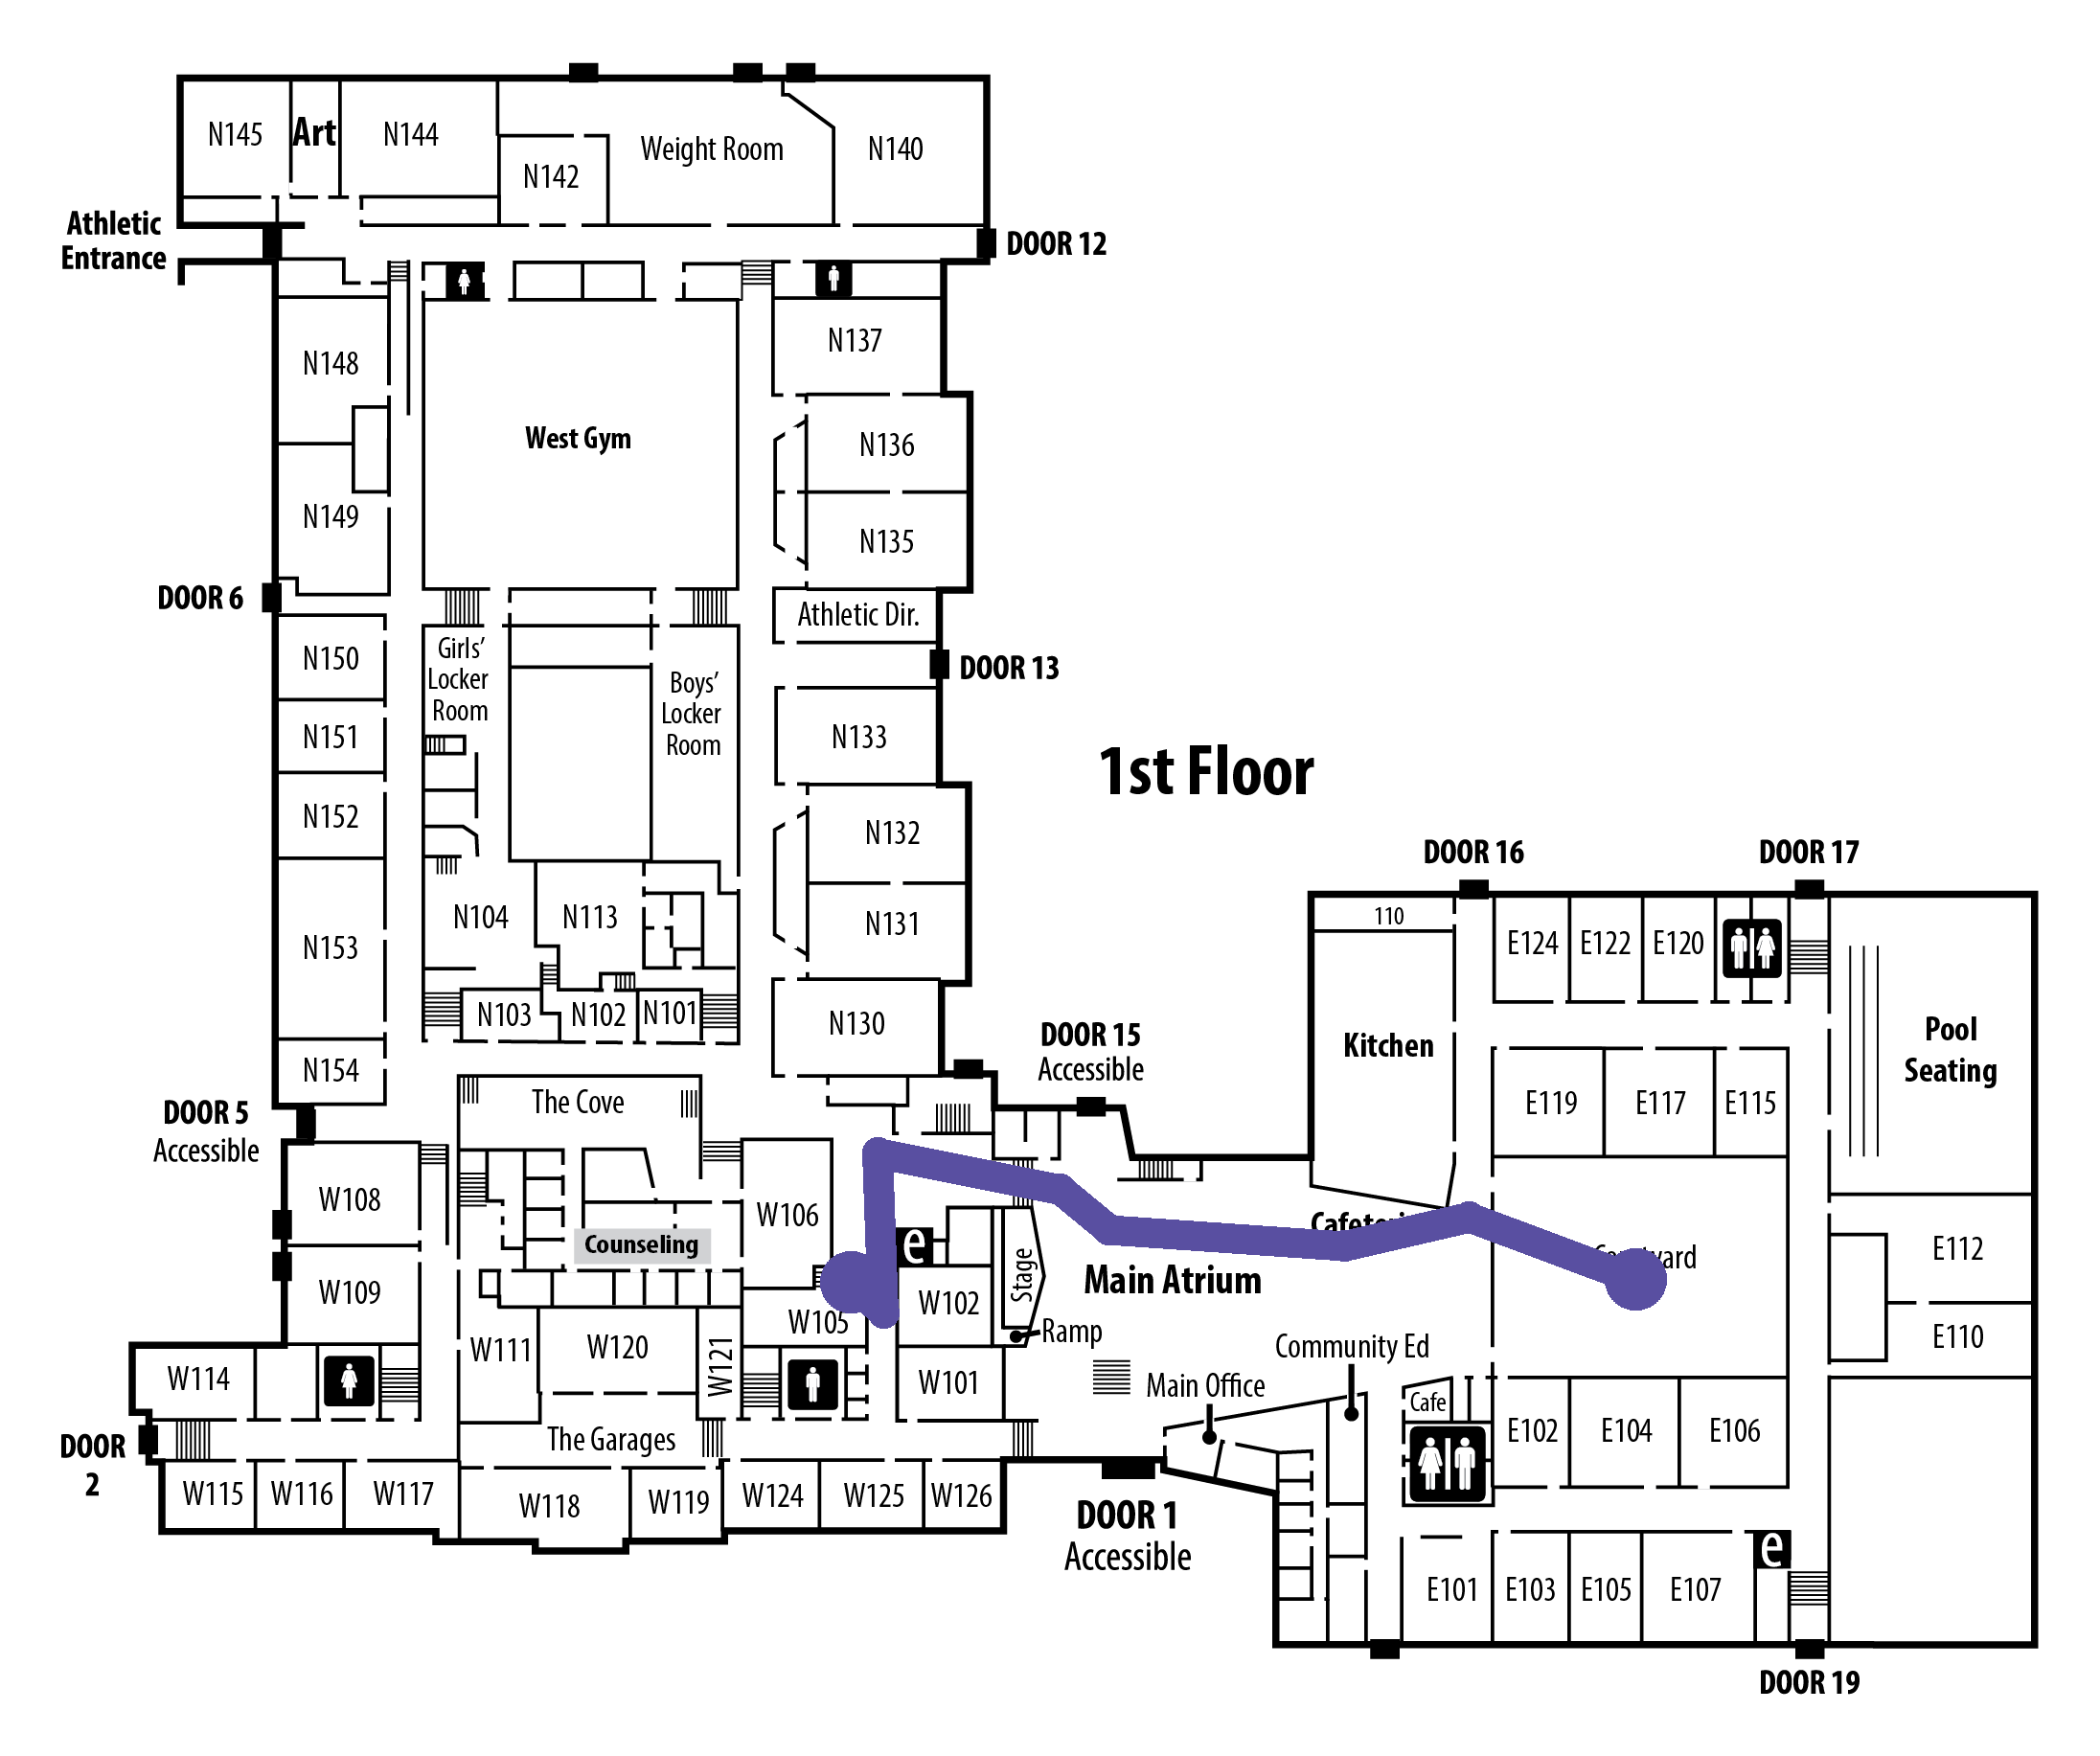 N145
Art
N144
N142
Weight Room
N140
Athletic
Entrance
DOOR 12
N148
N137
West Gym
N136
N149
N135
DOOR 6
Athletic Dir.
N150
Girls'
Locker
Room
Boys'
Locker
Room
DOOR 13
N151
N133
1st Floor
N152
N132
DOOR 16
DOOR 17
N153
N104
N113
N131
110
E124
E122
E120
N103
N102
N101
N130
Kitchen
Pool
Seating
DOOR 15
Accessible
N154
The Cove
E119
E117
E115
DOOR 5
Accessible
W108
W106
Counseling
e
E112
W109
Stage
Main Atrium
W105
W102
Ramp
E110
W111
W120
W121
Community Ed
W114
W101
Main Office
Cafe
DOOR
2
The Garages
E102
E104
E106
W115
W116
W117
W118
W119
W124
W125
W126
DOOR 1
Accessible
e
E101
E103
E105
E107
DOOR 19